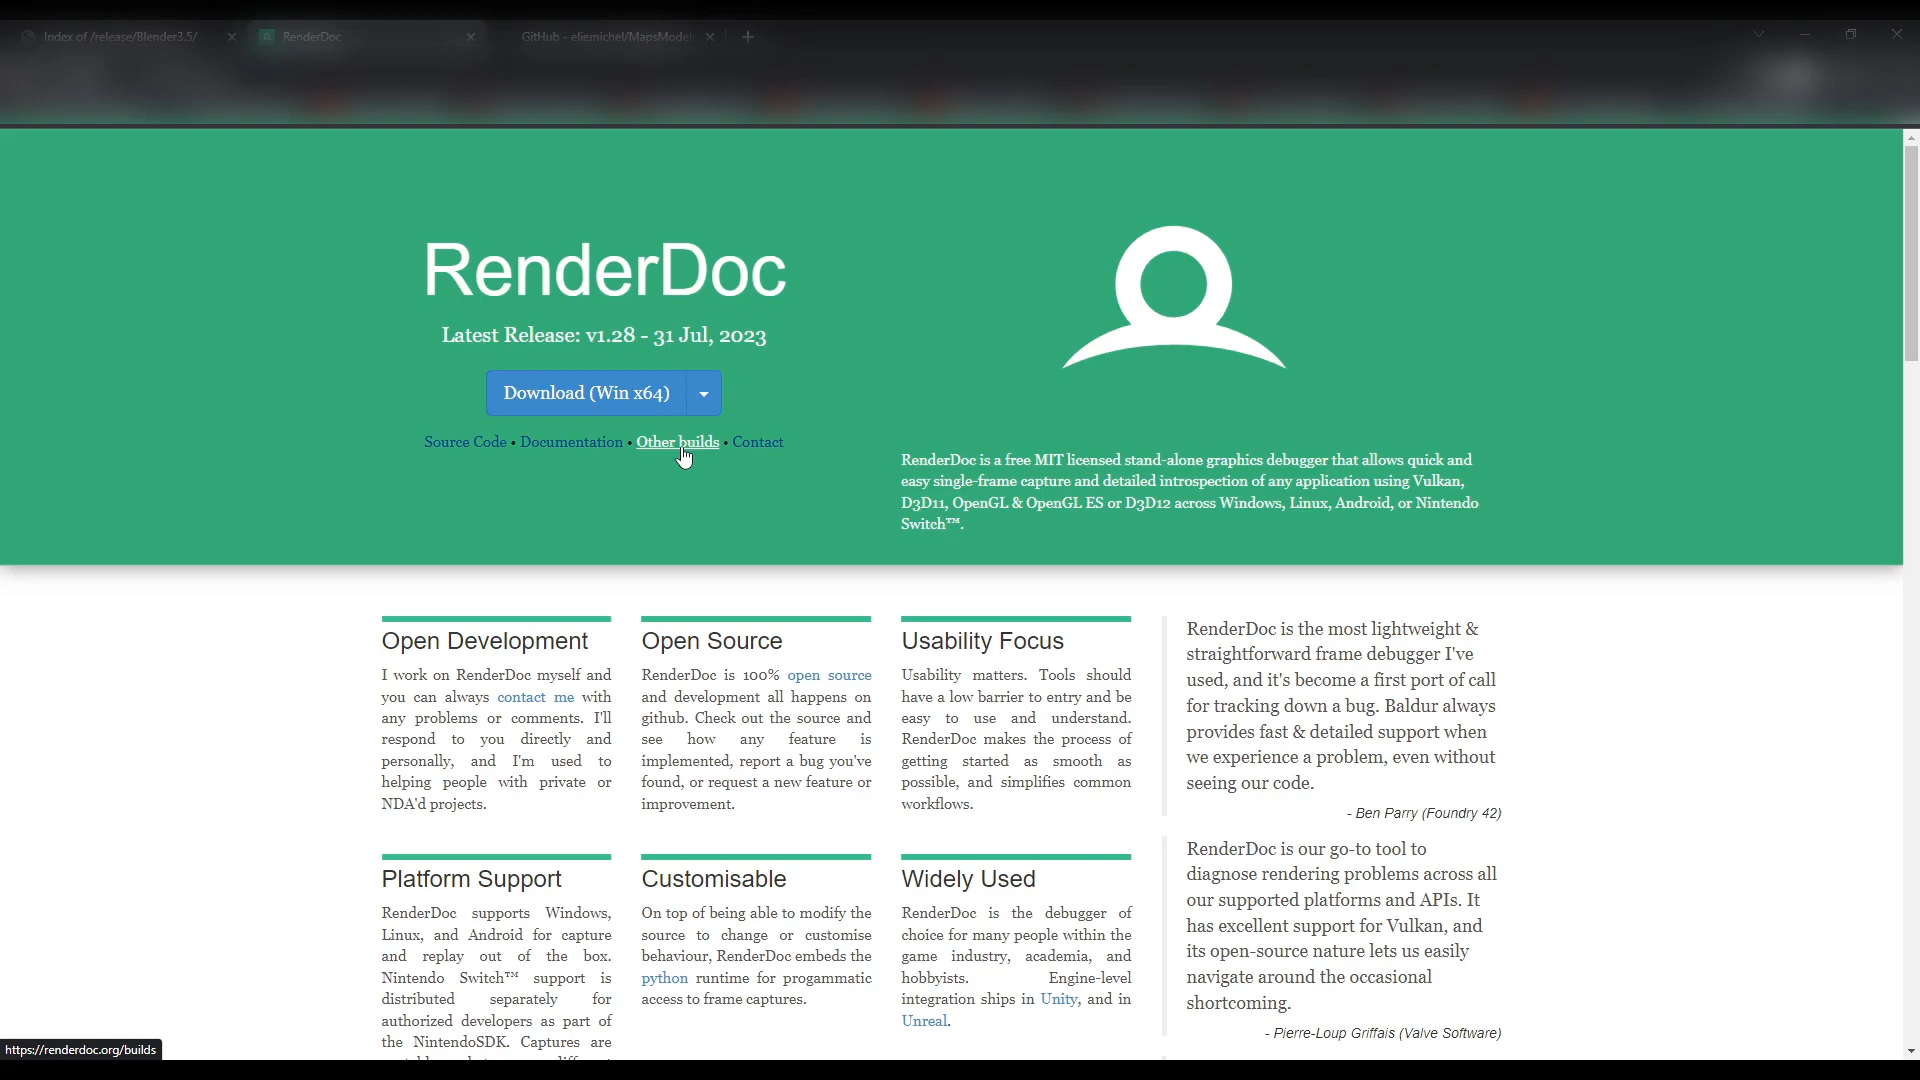 Index of /release/Blender3.5/
RenderDoc
GitHub - eliemichel/MapsModel
RenderDoc
Latest Release: v1.28 - 31 Jul, 2023
Download (Win x64)
Source Code • Documentation • Other builds • Contact
RenderDoc is a free MIT licensed stand-alone graphics debugger that allows quick and
easy single-frame capture and detailed introspection of any application using Vulkan,
D3D11, OpenGL & OpenGL ES or D3D12 across Windows, Linux, Android, or Nintendo
Switch™.
Open Development
I work on RenderDoc myself and
you can always contact me with
any problems or comments. I'll
respond to you directly and
personally, and I'm used to
helping people with private or
NDA'd projects.
Open Source
RenderDoc is 100% open source
and development all happens on
github. Check out the source and
see how any feature is
implemented, report a bug you've
found, or request a new feature or
improvement.
Usability Focus
Usability matters. Tools should
have a low barrier to entry and be
easy to use and understand.
RenderDoc makes the process of
getting started as smooth as
possible, and simplifies common
workflows.
RenderDoc is the most lightweight &
straightforward frame debugger I've
used, and it's become a first port of call
for tracking down a bug. Baldur always
provides fast & detailed support when
we experience a problem, even without
seeing our code.
- Ben Parry (Foundry 42)
Platform Support
RenderDoc supports Windows,
Linux, and Android for capture
and replay out of the box.
Nintendo Switch™ support is
distributed separately for
authorized developers as part of
the NintendoSDK. Captures are
Customisable
On top of being able to modify the
source to change or customise
behaviour, RenderDoc embeds the
python runtime for progammatic
access to frame captures.
Widely Used
RenderDoc is the debugger of
choice for many people within the
game industry, academia, and
hobbyists. Engine-level
integration ships in Unity, and in
Unreal.
RenderDoc is our go-to tool to
diagnose rendering problems across all
our supported platforms and APIs. It
has excellent support for Vulkan, and
its open-source nature lets us easily
navigate around the occasional
shortcoming.
- Pierre-Loup Griffais (Valve Software)
https://renderdoc.org/builds